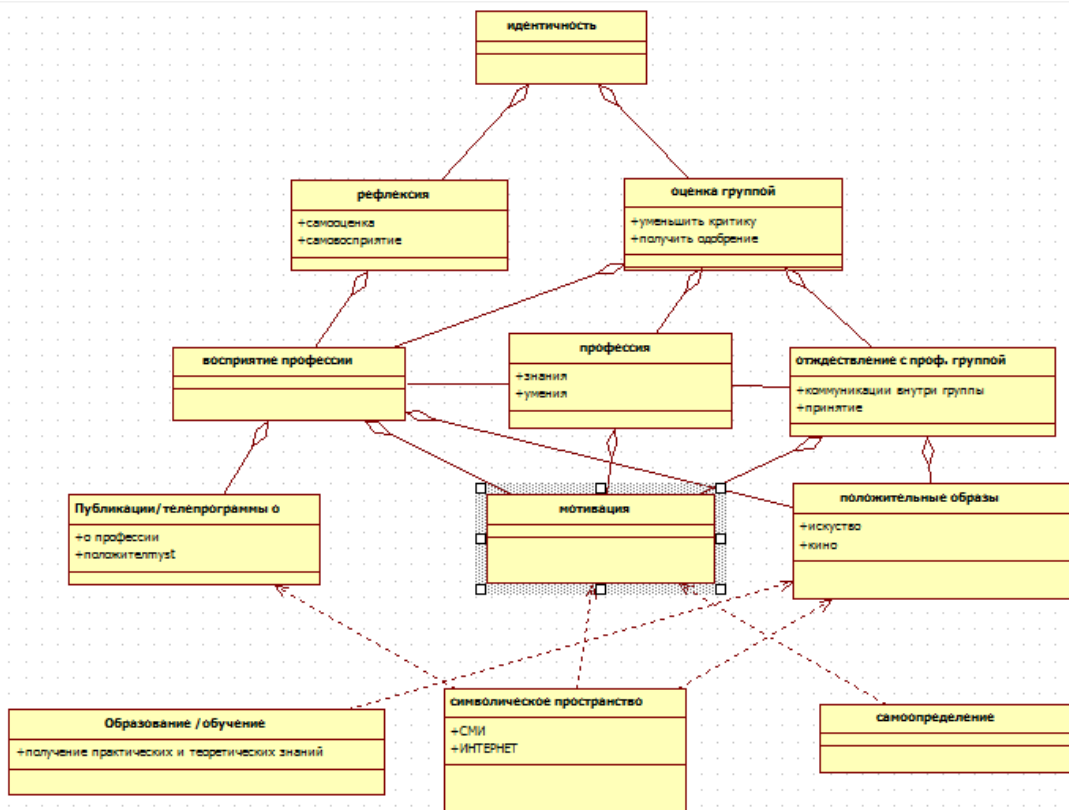 идентичность
рефлексия
+самооценка
+самовосприятие
оценка группой
+уменьшить критику
+получить одобрение
восприятие профессии
профессия
+знания
+умения
отждествление с проф. группой
+коммуникации внутри группы
+принятие
Публикации/телепрограммы о
+о профессии
+положителmyst
мотивация
положительные образы
+искуство
+кино
Образование /обучение
+получение практических и теоретических знаний
символическое пространство
+СМИ
+ИНТЕРНЕТ
самоопределение